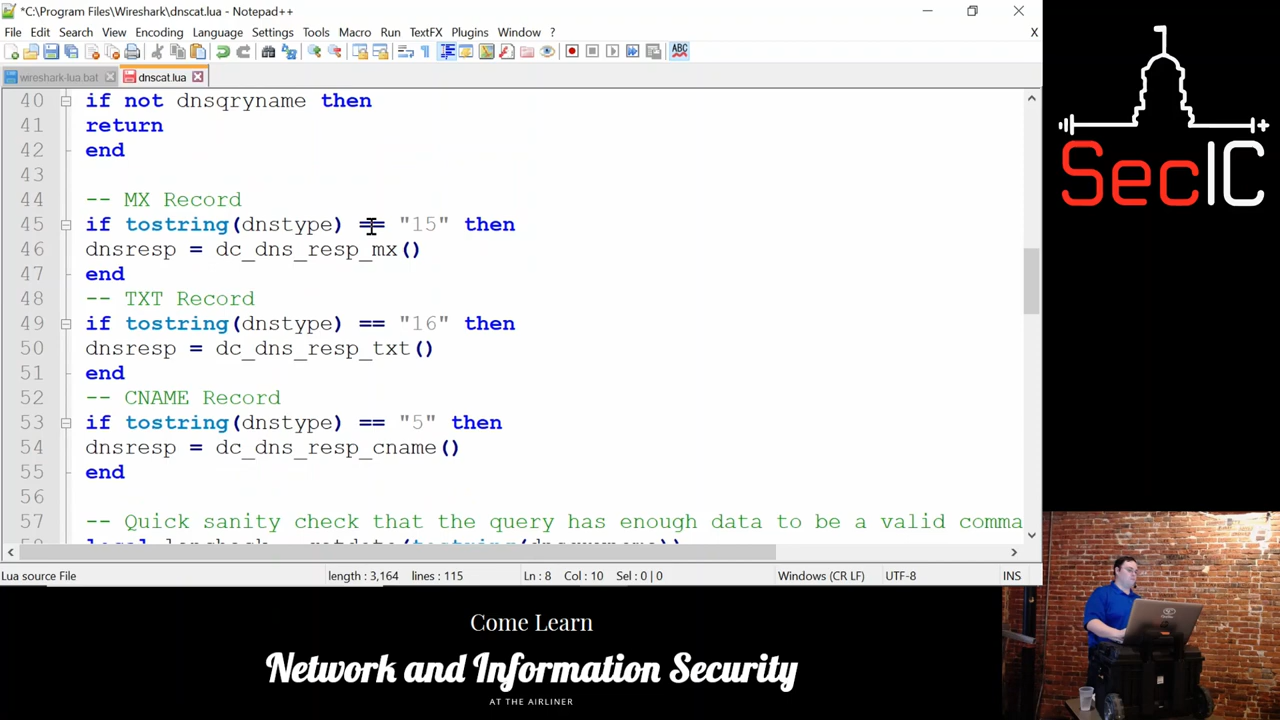 *C:\Program Files\Wireshark\dnscat.lua - Notepad++
File Edit Search View Encoding Language Settings Tools Macro Run TextFX Plugins Window ? X
ABC
wireshark-lua.bat dnscat.lua
40 if not dnsqryname then
41 return
42 end
43
44 -- MX Record
45 if tostring(dnstype) == "15" then
46 dnsresp = dc_dns_resp_mx()
47 end
48 -- TXT Record
49 if tostring(dnstype) == "16" then
50 dnsresp = dc_dns_resp_txt()
51 end
52 -- CNAME Record
53 if tostring(dnstype) == "5" then
54 dnsresp = dc_dns_resp_cname()
55 end
56
57 -- Quick sanity check that the query has enough data to be a valid comma
Lua source File length : 3,164 lines : 115 Ln : 8 Col : 10 Sel : 0 | 0 Windows (CR LF) UTF-8 INS
SecIC
Come Learn
Network and Information Security
AT THE AIRLINER